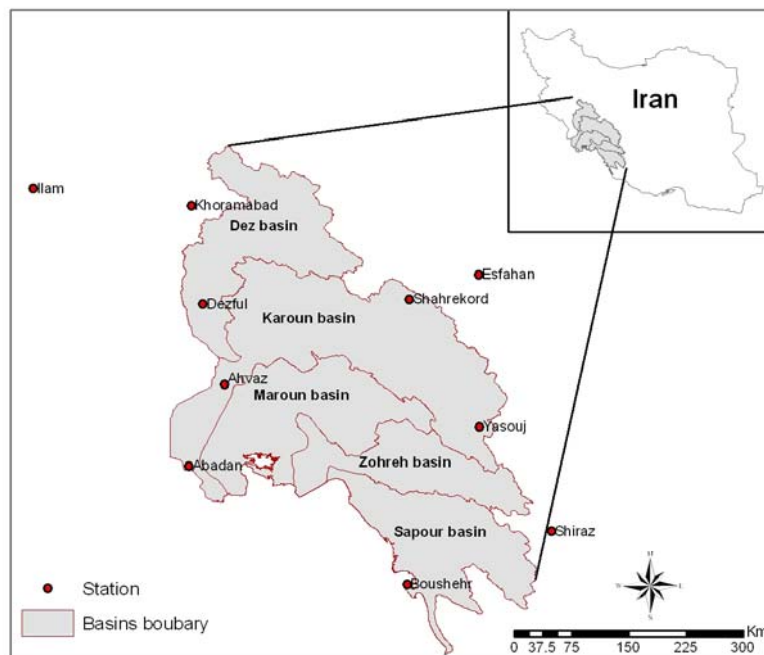 Iran
Ilam
Khoramabad
Dez basin
Esfahan
Shahrekord
Dezful
Karoun basin
Ahvaz
Maroun basin
Yasouj
Zohreh basin
Abadan
Sapour basin
Shiraz
Boushehr
Station
Basins boubary
N
W E
S
Km
0 37.5 75 150 225 300